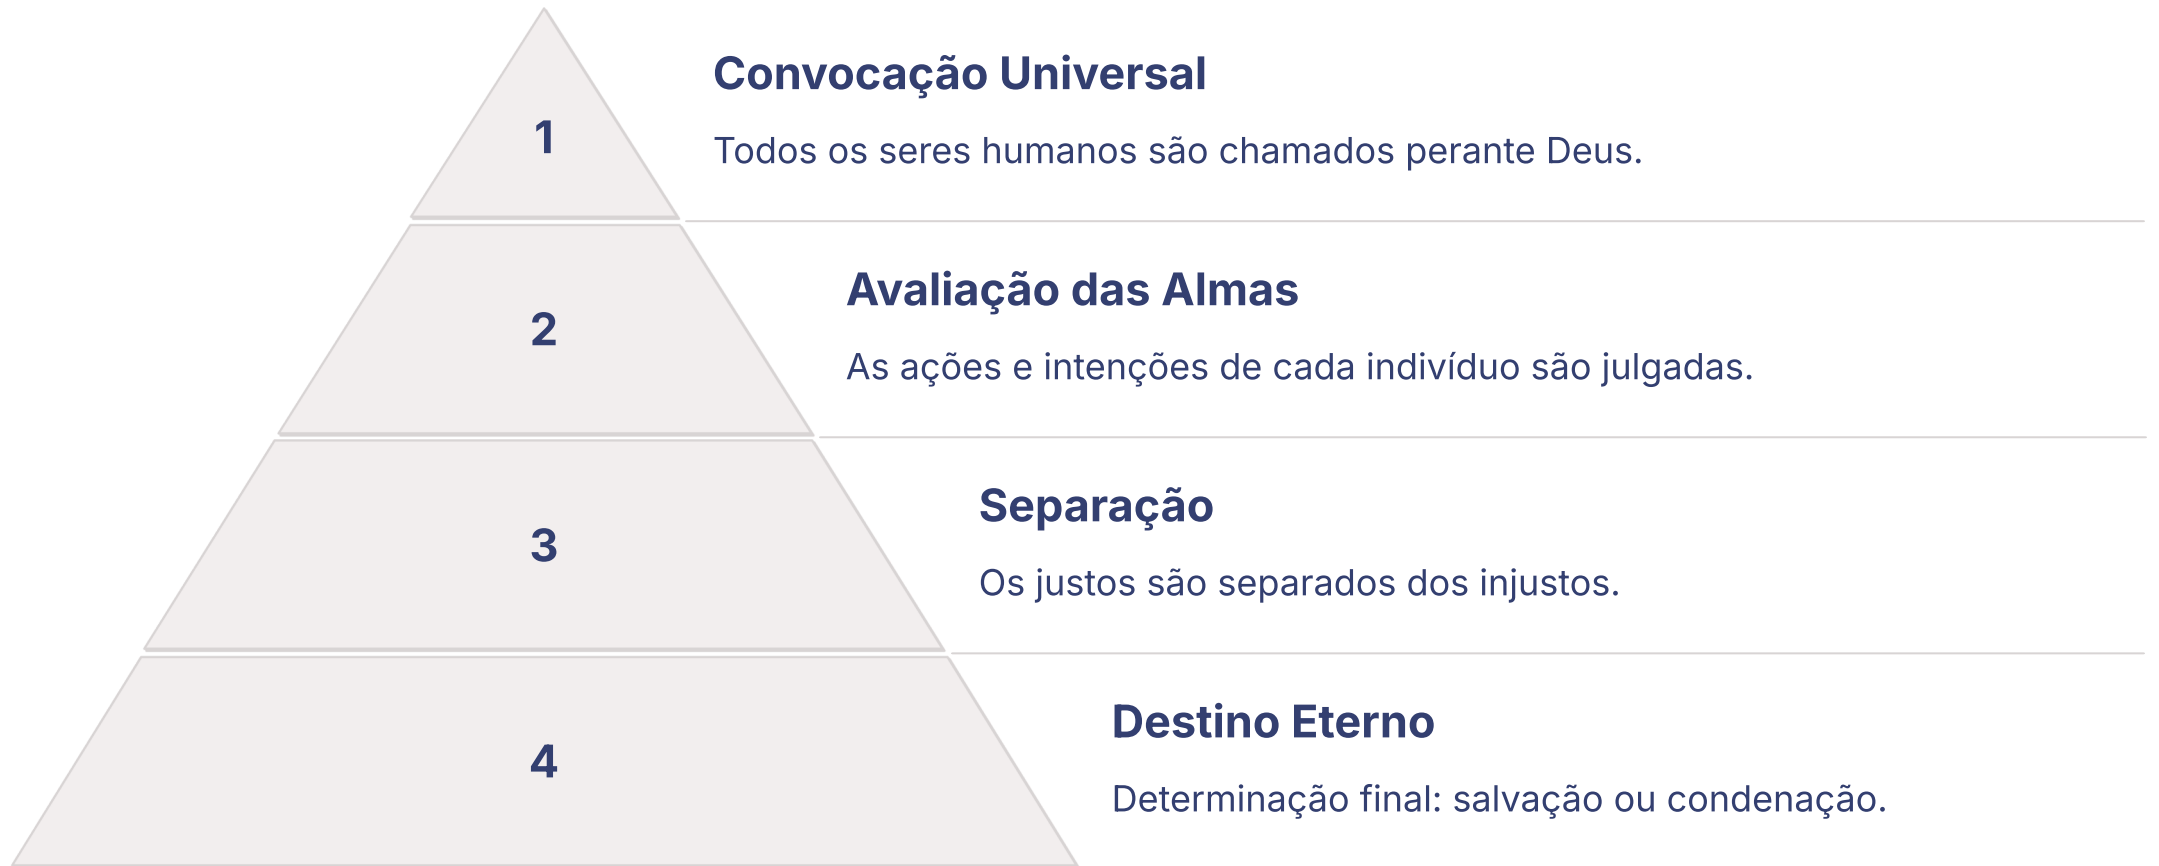 1
Convocação Universal
Todos os seres humanos são chamados perante Deus.
2
Avaliação das Almas
As ações e intenções de cada indivíduo são julgadas.
3
Separação
Os justos são separados dos injustos.
4
Destino Eterno
Determinação final: salvação ou condenação.